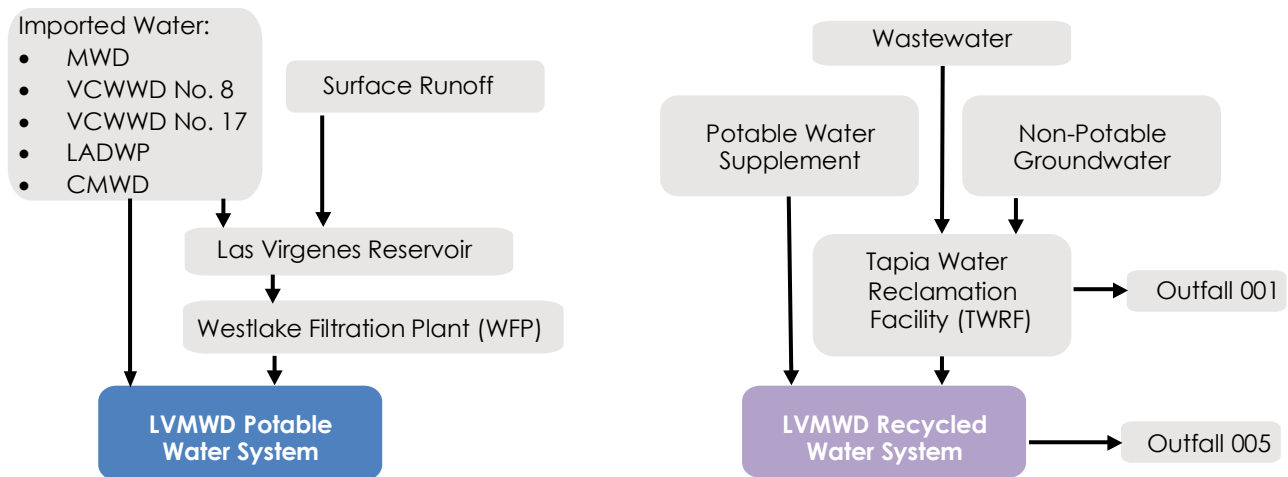 Imported Water:
• MWD
• VCWWD No. 8
• VCWWD No. 17
• LADWP
• CMWD
Surface Runoff
Las Virgenes Reservoir
Westlake Filtration Plant (WFP)
LVMWD Potable
Water System
Wastewater
Potable Water
Supplement
Non-Potable
Groundwater
Tapia Water
Reclamation
Facility (TWRF)
Outfall 001
LVMWD Recycled
Water System
Outfall 005